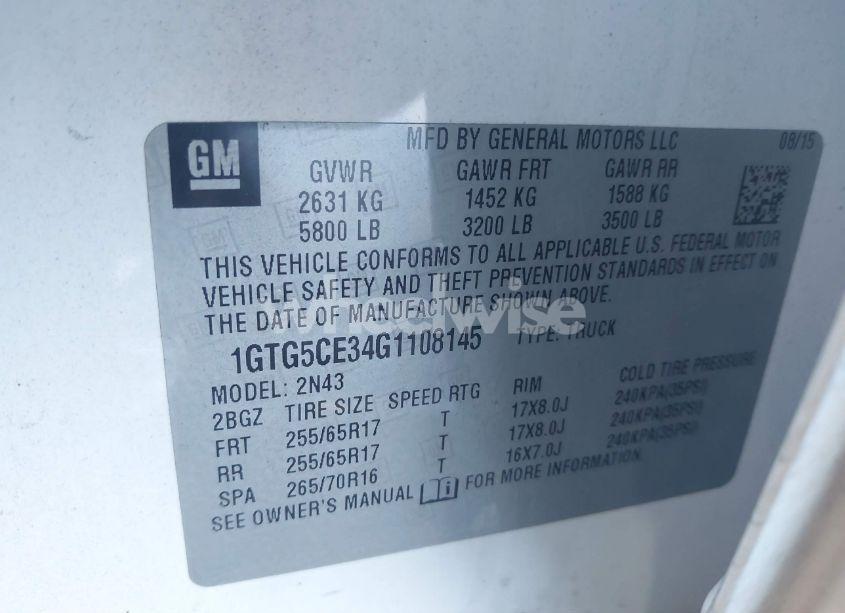 GM
MFD BY GENERAL MOTORS LLC 08/15
GVWR GAWR FRT GAWR RR
2631 KG 1452 KG 1588 KG
5800 LB 3200 LB 3500 LB
THIS VEHICLE CONFORMS TO ALL APPLICABLE U.S. FEDERAL MOTOR
VEHICLE SAFETY AND THEFT PREVENTION STANDARDS IN EFFECT ON
THE DATE OF MANUFACTURE SHOWN ABOVE.
wheelwise
1GTG5CE34G1108145 TYPE: TRUCK
MODEL: 2N43
2BGZ TIRE SIZE SPEED RTG RIM COLD TIRE PRESSURE
FRT 255/65R17 T 17X8.0J 240KPA(35PSI)
RR 255/65R17 T 17X8.0J 240KPA(35PSI)
SPA 265/70R16 T 16X7.0J 240KPA(35PSI)
SEE OWNER'S MANUAL FOR MORE INFORMATION.